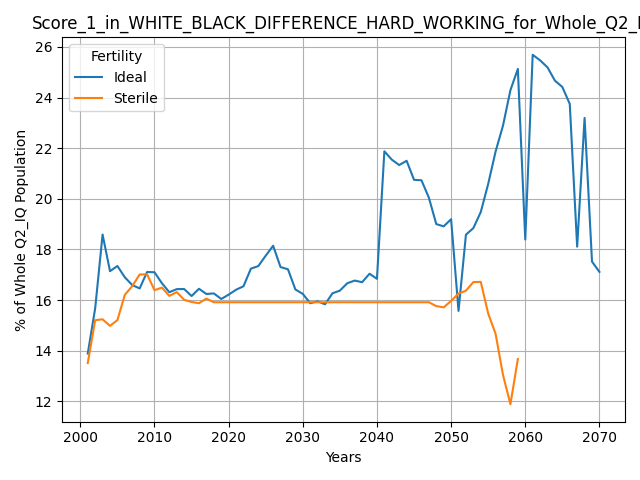 Score_1_in_WHITE_BLACK_DIFFERENCE_HARD_WORKING_for_Whole_Q2_I
Fertility
Ideal
Sterile
% of Whole Q2_IQ Population
26
24
22
20
18
16
14
12
2000 2010 2020 2030 2040 2050 2060 2070
Years